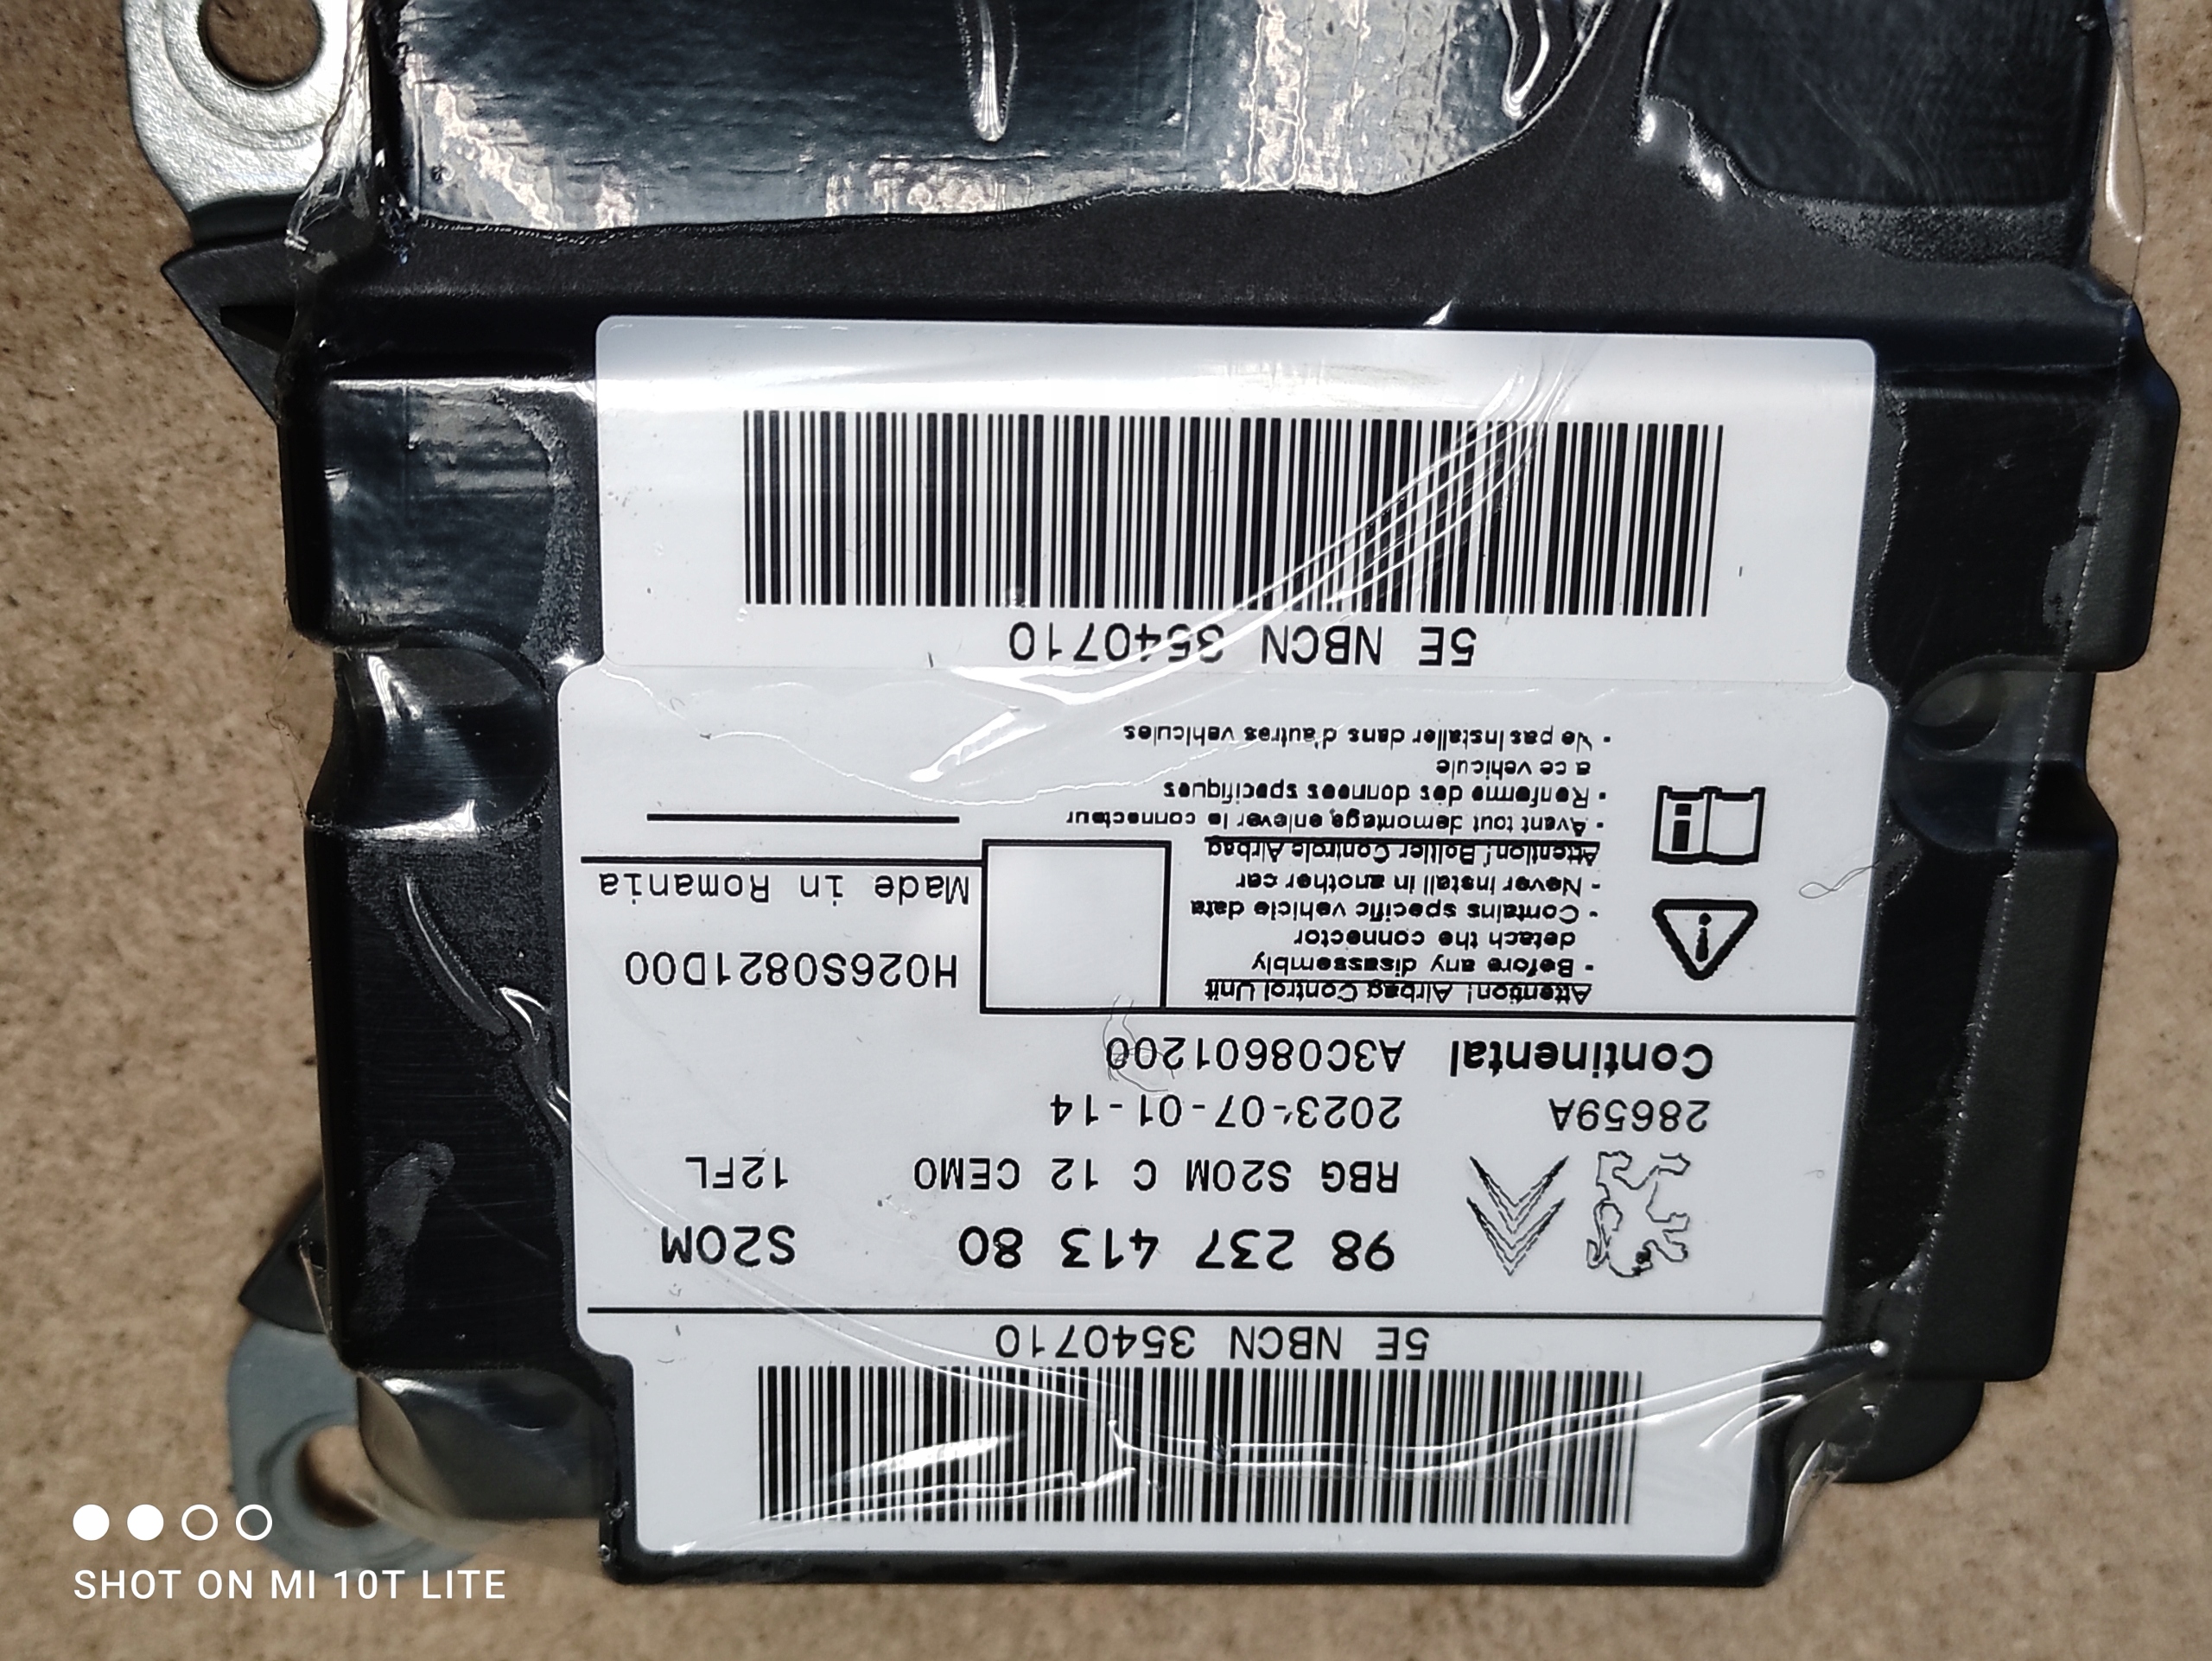 5E NBCN 3540710
98 237 413 80 S20M
RBG S20M C 12 CEM0 12FL
28659A 2023-07-01-14
Continental A3C08601200
Attention! Airbag Control Unit
- Before any disassembly
detach the connector
- Contains specific vehicle data
- Never install in another car
Attention! Boitier Controle Airbag
- Avant tout demontage, enlever le connecteur
- Renferme des donnees specifiques
a ce vehicule
- Ne pas installer dans d'autres vehicules
H026S0821D00
Made in Romania
5E NBCN 3540710
SHOT ON MI 10T LITE